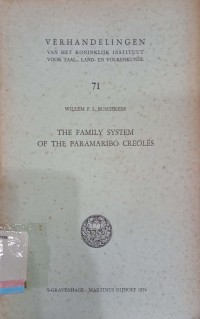 VERHANDELINGEN
VAN HET KONINKLIJK INSTITUUT
VOOR TAAL-, LAND- EN VOLKENKUNDE
71
WILLEM F. L. BUSCHKENS
THE FAMILY SYSTEM
OF THE PARAMARIBO CREOLES
'S-GRAVENHAGE - MARTINUS NIJHOFF 1974